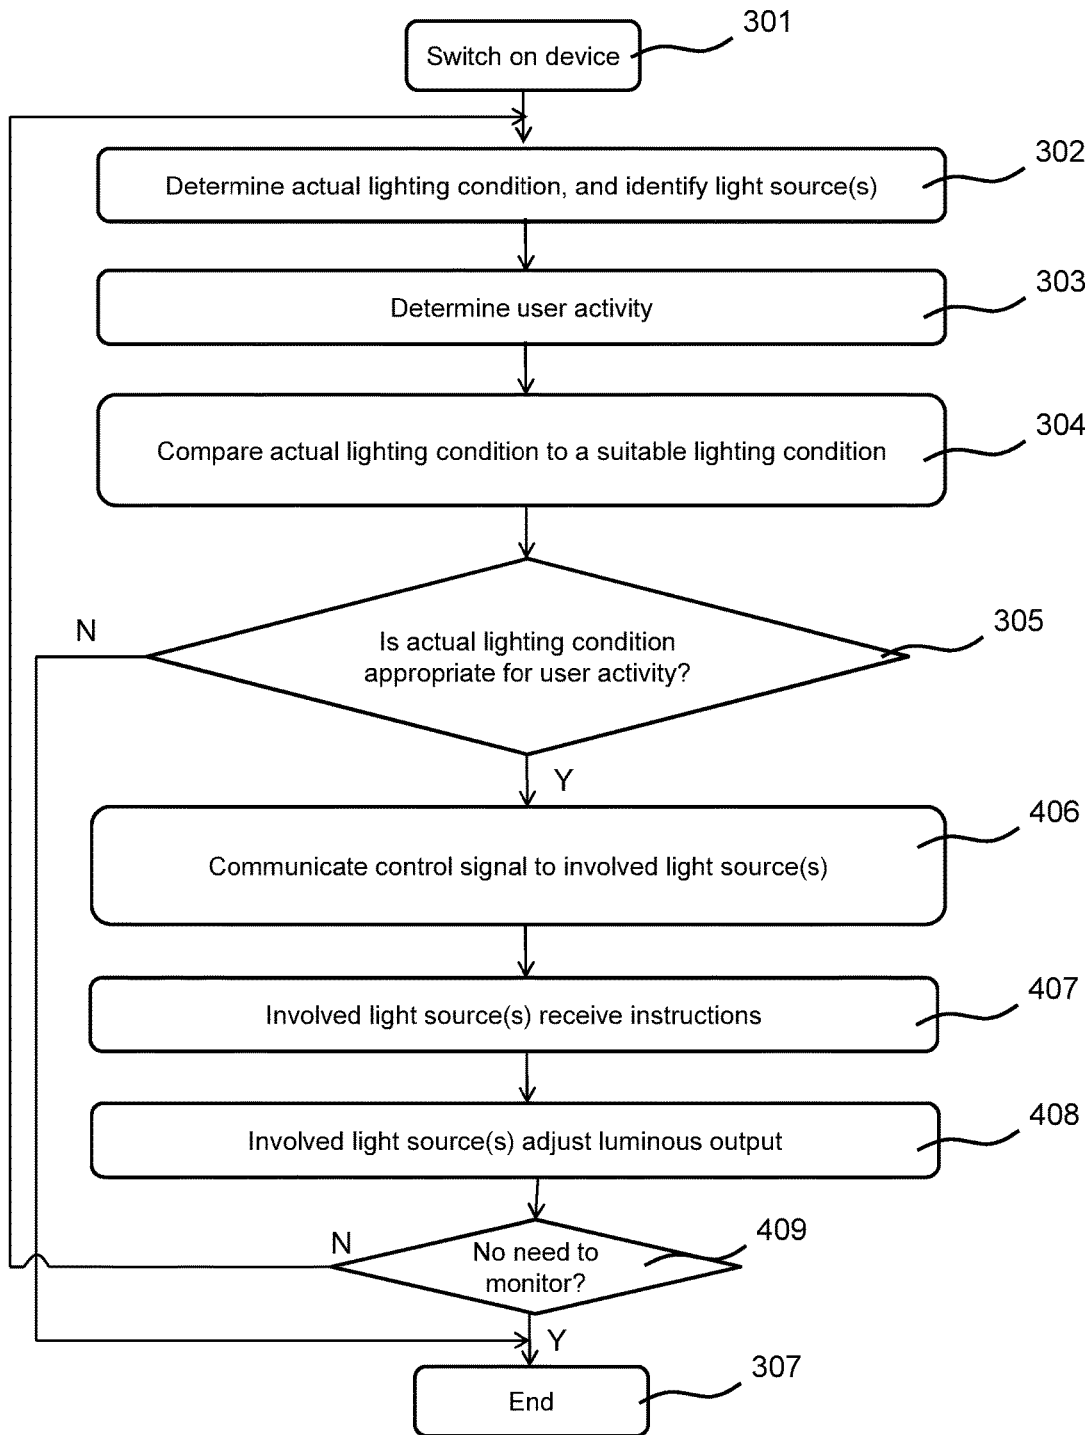 Switch on device
301
Determine actual lighting condition, and identify light source(s)
302
Determine user activity
303
Compare actual lighting condition to a suitable lighting condition
304
N
Is actual lighting condition
appropriate for user activity?
305
Y
Communicate control signal to involved light source(s)
406
Involved light source(s) receive instructions
407
Involved light source(s) adjust luminous output
408
N
No need to
monitor?
409
Y
End
307